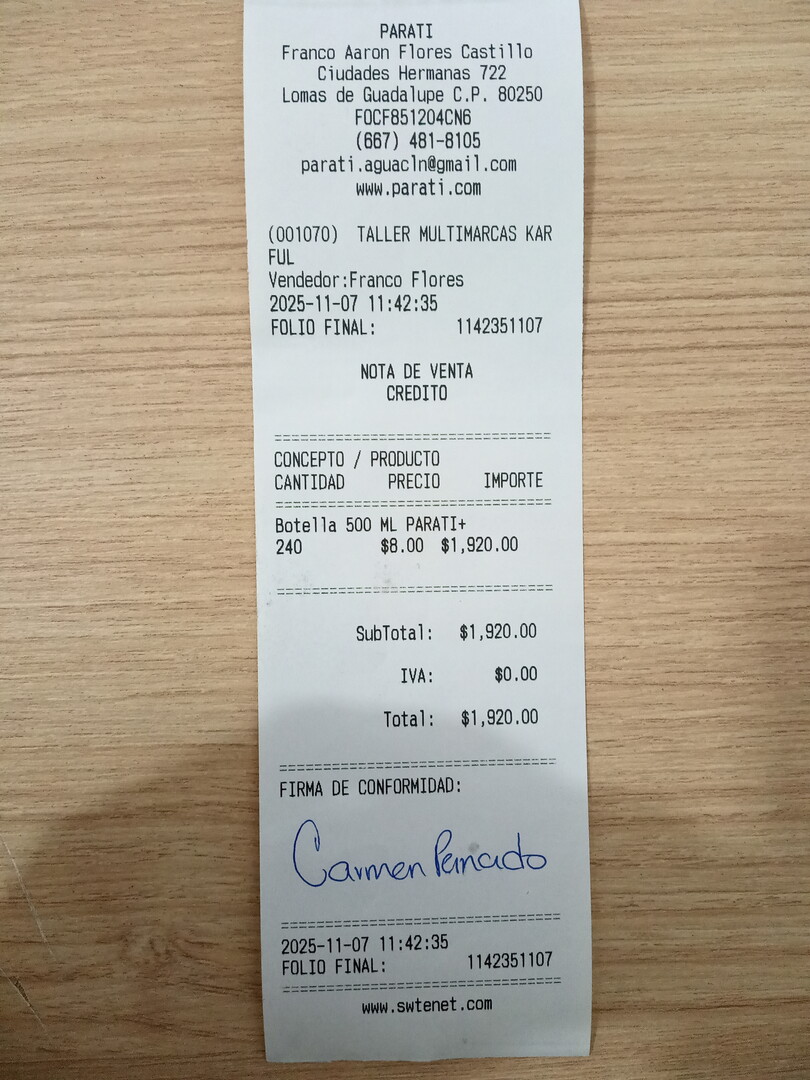 PARATI
Franco Aaron Flores Castillo
Ciudades Hermanas 722
Lomas de Guadalupe C.P. 80250
FOCF851204CN6
(667) 481-8105
parati.aguacln@gmail.com
www.parati.com
(001070) TALLER MULTIMARCAS KAR
FUL
Vendedor:Franco Flores
2025-11-07 11:42:35
FOLIO FINAL: 1142351107
NOTA DE VENTA
CREDITO
================================
CONCEPTO / PRODUCTO
CANTIDAD PRECIO IMPORTE
================================
Botella 500 ML PARATI+
240 $8.00 $1,920.00
================================
SubTotal: $1,920.00
IVA: $0.00
Total: $1,920.00
================================
FIRMA DE CONFORMIDAD:
Carmen
================================
2025-11-07 11:42:35
FOLIO FINAL: 1142351107
================================
www.swtenet.com